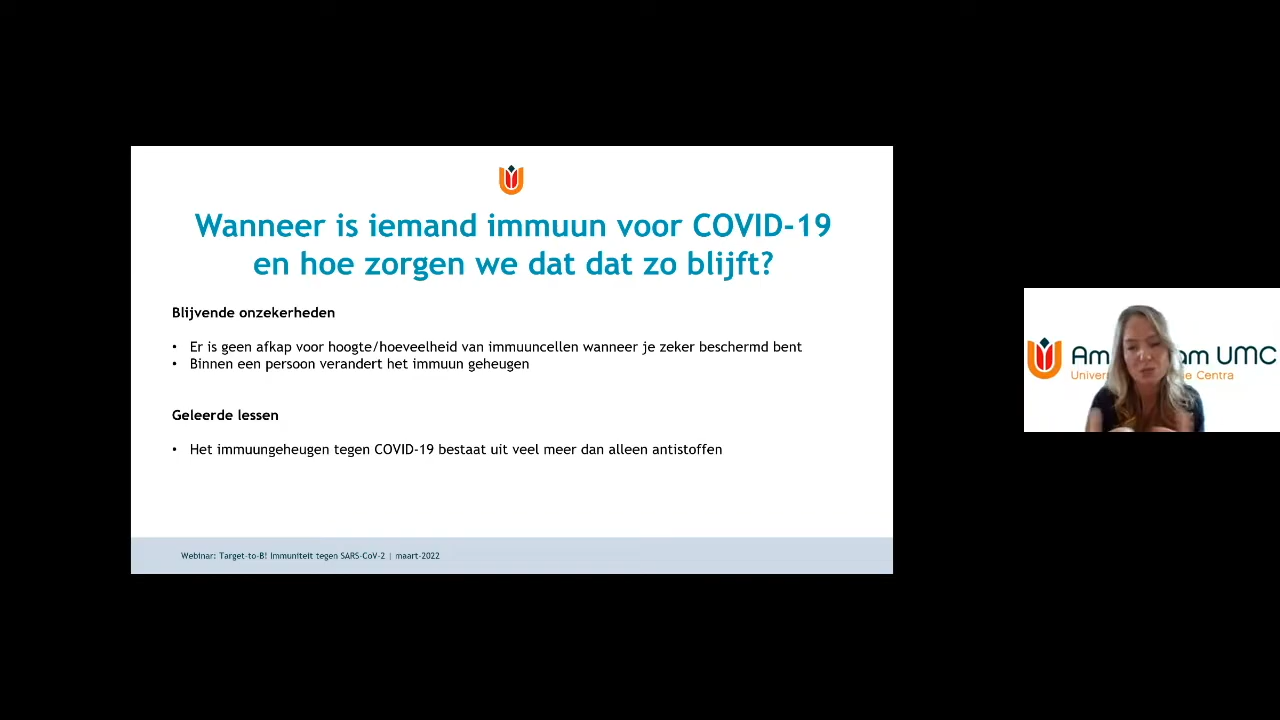 Wanneer is iemand immuun voor COVID-19
en hoe zorgen we dat dat zo blijft?
Blijvende onzekerheden
• Er is geen afkap voor hoogte/hoeveelheid van immuuncellen wanneer je zeker beschermd bent
• Binnen een persoon verandert het immuun geheugen
Geleerde lessen
• Het immuungeheugen tegen COVID-19 bestaat uit veel meer dan alleen antistoffen
Webinar: Target-to-B! Immuniteit tegen SARS-CoV-2 | maart-2022
UMC
Centra